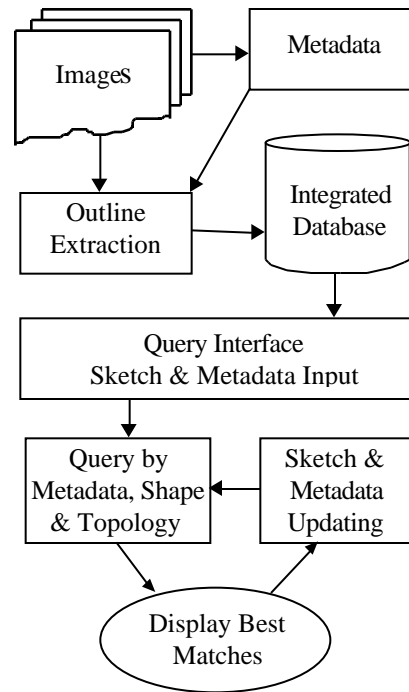 Images
Metadata
Outline
Extraction
Integrated
Database
Query Interface
Sketch & Metadata Input
Query by
Metadata, Shape
& Topology
Sketch &
Metadata
Updating
Display Best
Matches